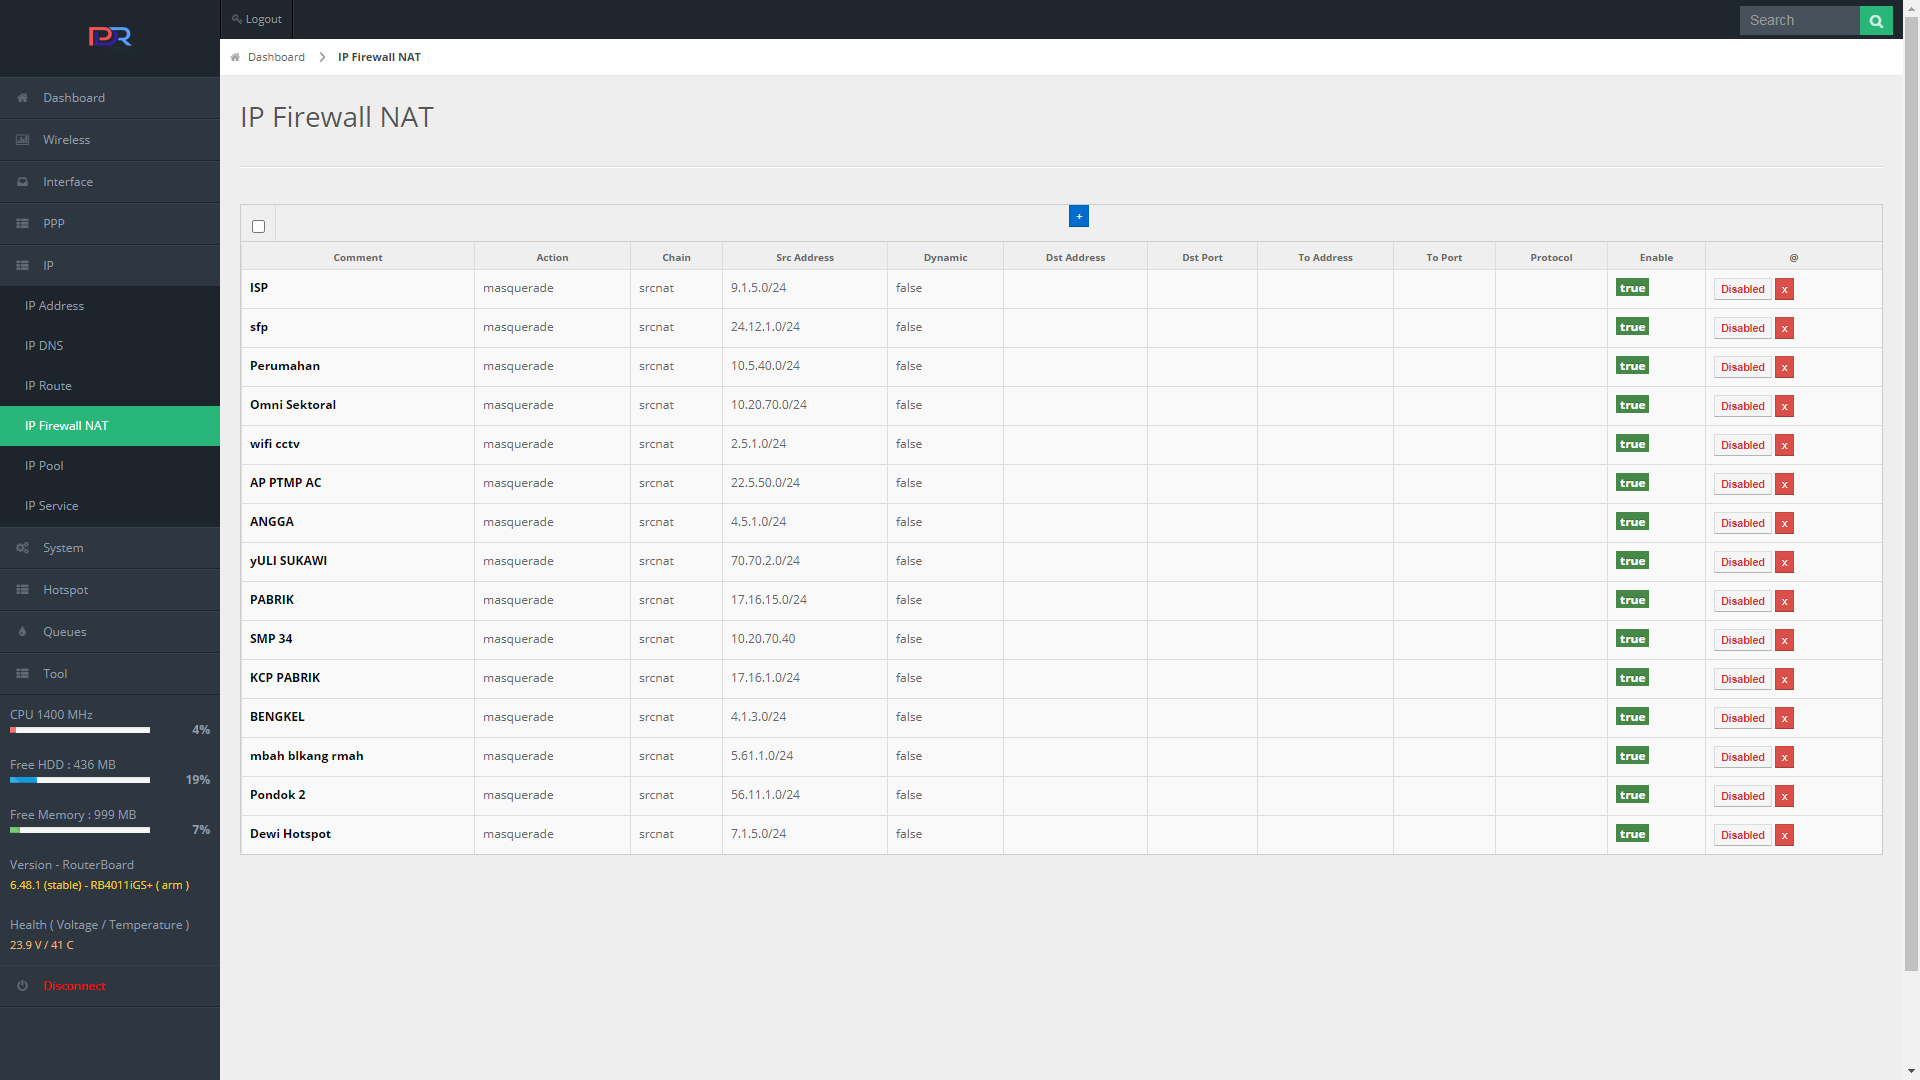 PDR
Logout
Search
Dashboard > IP Firewall NAT
Dashboard
Wireless
Interface
PPP
IP
IP Address
IP DNS
IP Route
IP Firewall NAT
IP Pool
IP Service
System
Hotspot
Queues
Tool
CPU 1400 MHz
4%
Free HDD : 436 MB
19%
Free Memory : 999 MB
7%
Version - RouterBoard
6.48.1 (stable) - RB4011iGS+ ( arm )
Health ( Voltage / Temperature )
23.9 V / 41 C
Disconnect
IP Firewall NAT
+
Comment Action Chain Src Address Dynamic Dst Address Dst Port To Address To Port Protocol Enable @
ISP masquerade srcnat 9.1.5.0/24 false true Disabled x
sfp masquerade srcnat 24.12.1.0/24 false true Disabled x
Perumahan masquerade srcnat 10.5.40.0/24 false true Disabled x
Omni Sektoral masquerade srcnat 10.20.70.0/24 false true Disabled x
wifi cctv masquerade srcnat 2.5.1.0/24 false true Disabled x
AP PTMP AC masquerade srcnat 22.5.50.0/24 false true Disabled x
ANGGA masquerade srcnat 4.5.1.0/24 false true Disabled x
yULI SUKAWI masquerade srcnat 70.70.2.0/24 false true Disabled x
PABRIK masquerade srcnat 17.16.15.0/24 false true Disabled x
SMP 34 masquerade srcnat 10.20.70.40 false true Disabled x
KCP PABRIK masquerade srcnat 17.16.1.0/24 false true Disabled x
BENGKEL masquerade srcnat 4.1.3.0/24 false true Disabled x
mbah blkang rmah masquerade srcnat 5.61.1.0/24 false true Disabled x
Pondok 2 masquerade srcnat 56.11.1.0/24 false true Disabled x
Dewi Hotspot masquerade srcnat 7.1.5.0/24 false true Disabled x